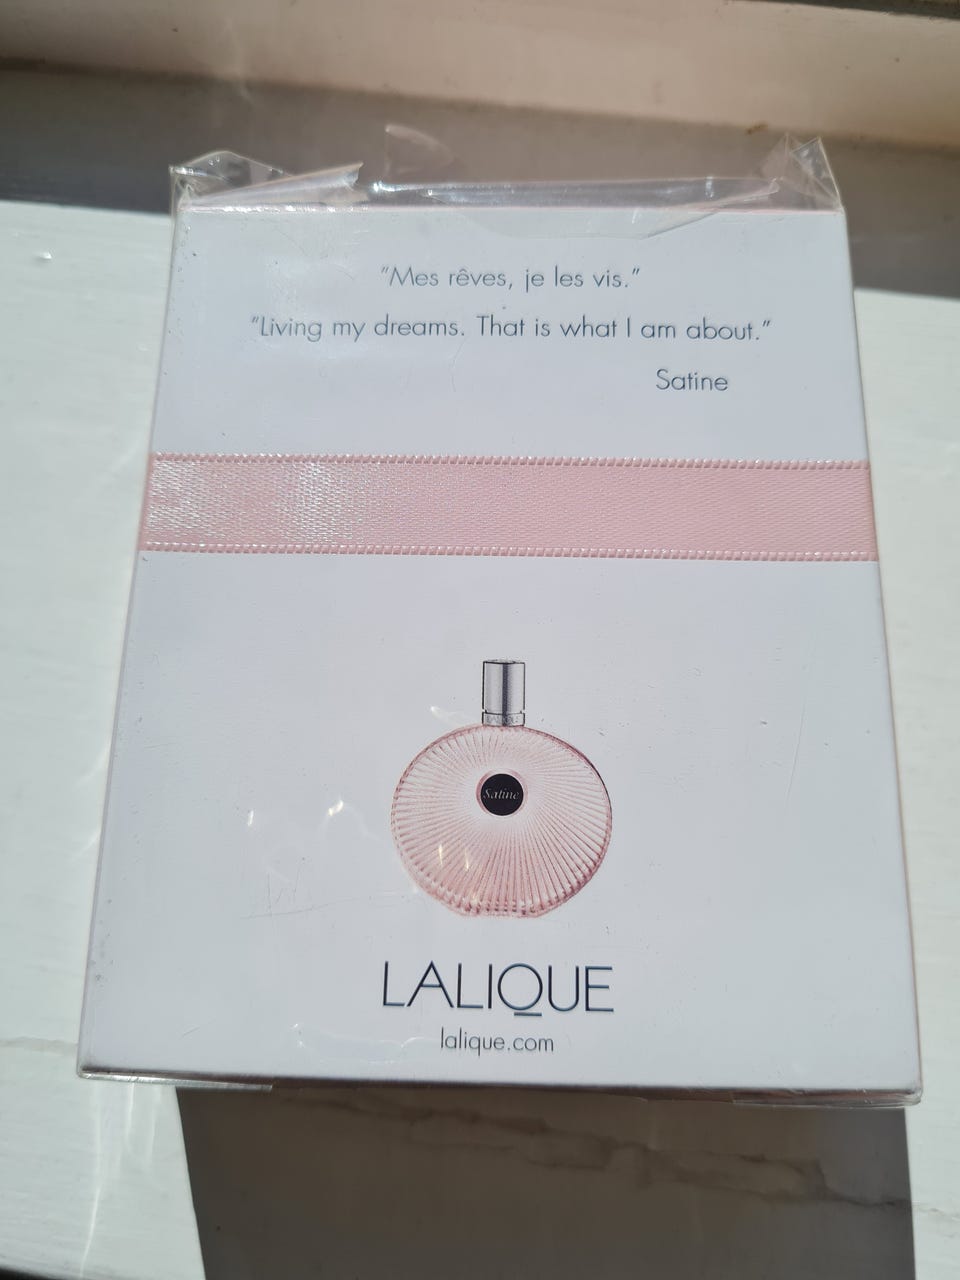 "Mes rêves, je les vis."
"Living my dreams. That is what I am about."
Satine
Satine
LALIQUE
lalique.com